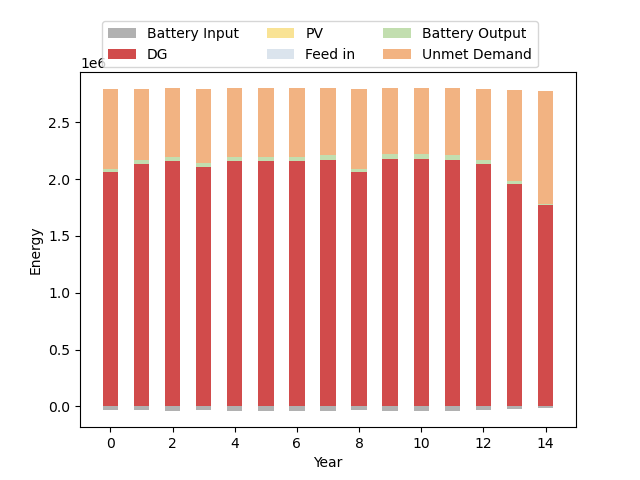 Battery Input PV Battery Output
DG Feed in Unmet Demand
1e6
2.5
2.0
1.5
1.0
0.5
0.0
Energy
0 2 4 6 8 10 12 14
Year